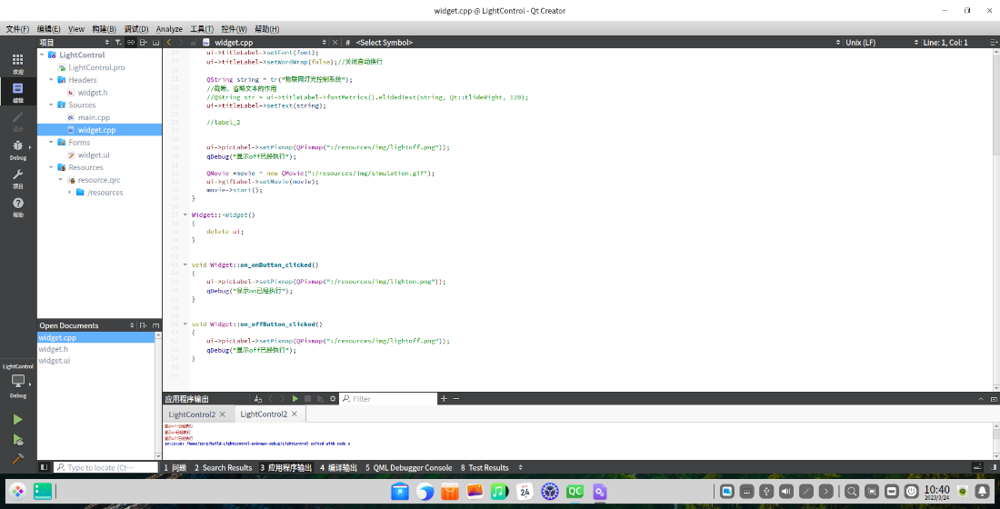 widget.cpp @ LightControl - Qt Creator
文件(F) 编辑(E) View 构建(B) 调试(D) Analyze 工具(T) 控件(W) 帮助(H)
项目
widget.cpp
# <Select Symbol>
Unix (LF)
Line: 1, Col: 1
欢迎
编辑
设计
Debug
项目
帮助
LightControl
Debug
LightControl
LightControl.pro
Headers
widget.h
Sources
main.cpp
widget.cpp
Forms
widget.ui
Resources
resource.qrc
/resources
Open Documents
widget.cpp
widget.h
widget.ui
ui->titleLabel->setFont(font);
ui->titleLabel->setWordWrap(false);//关闭自动换行
QString string = tr("物联网灯光控制系统");
//截断、省略文本的作用
//QString str = ui->titleLabel->fontMetrics().elidedText(string, Qt::ElideRight, 120);
ui->titleLabel->setText(string);
//label_2
ui->picLabel->setPixmap(QPixmap(":/resources/img/lightoff.png"));
qDebug("显示off已经执行");
QMovie *movie = new QMovie(":/resources/img/simulation.gif");
ui->gifLabel->setMovie(movie);
movie->start();
}
Widget::~Widget()
{
delete ui;
}
void Widget::on_onButton_clicked()
{
ui->picLabel->setPixmap(QPixmap(":/resources/img/lighton.png"));
qDebug("显示on已经执行");
}
void Widget::on_offButton_clicked()
{
ui->picLabel->setPixmap(QPixmap(":/resources/img/lightoff.png"));
qDebug("显示off已经执行");
}
应用程序输出
Filter
LightControl2
LightControl2
显示off已经执行
显示on已经执行
显示off已经执行
exited with code 0
Type to locate (Ct···
1 问题 2 Search Results 3 应用程序输出 4 编译输出 5 QML Debugger Console 8 Test Results
24
QC
10:40
2023/3/24